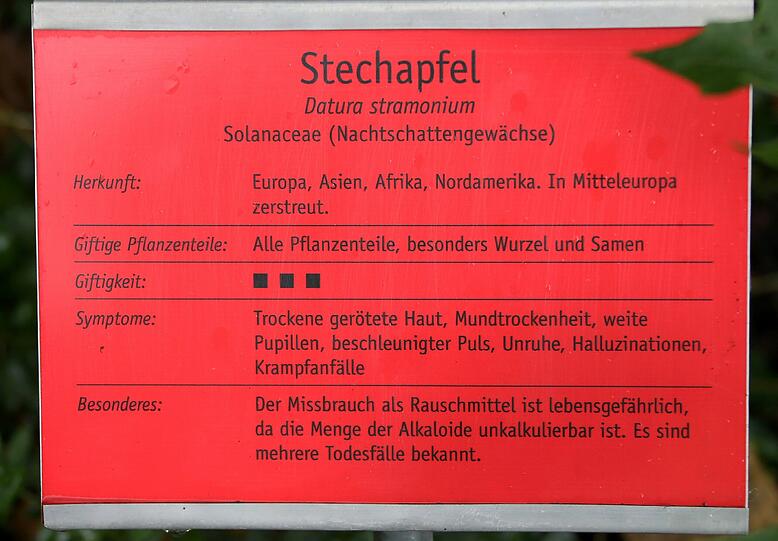 Stechapfel
Datura stramonium
Solanaceae (Nachtschattengewächse)
Herkunft: Europa, Asien, Afrika, Nordamerika. In Mitteleuropa
zerstreut.
Giftige Pflanzenteile: Alle Pflanzenteile, besonders Wurzel und Samen
Giftigkeit: ■ ■ ■
Symptome: Trockene gerötete Haut, Mundtrockenheit, weite
Pupillen, beschleunigter Puls, Unruhe, Halluzinationen,
Krampfanfälle
Besonderes: Der Missbrauch als Rauschmittel ist lebensgefährlich,
da die Menge der Alkaloide unkalkulierbar ist. Es sind
mehrere Todesfälle bekannt.